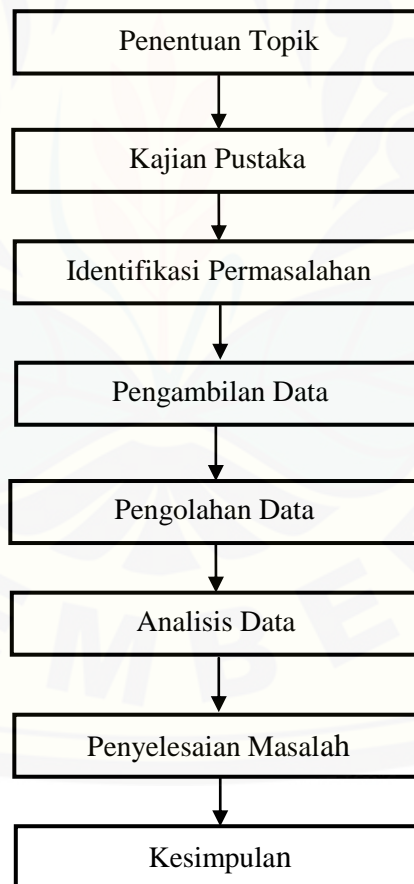 Penentuan Topik
Kajian Pustaka
Identifikasi Permasalahan
Pengambilan Data
Pengolahan Data
Analisis Data
Penyelesaian Masalah
Kesimpulan